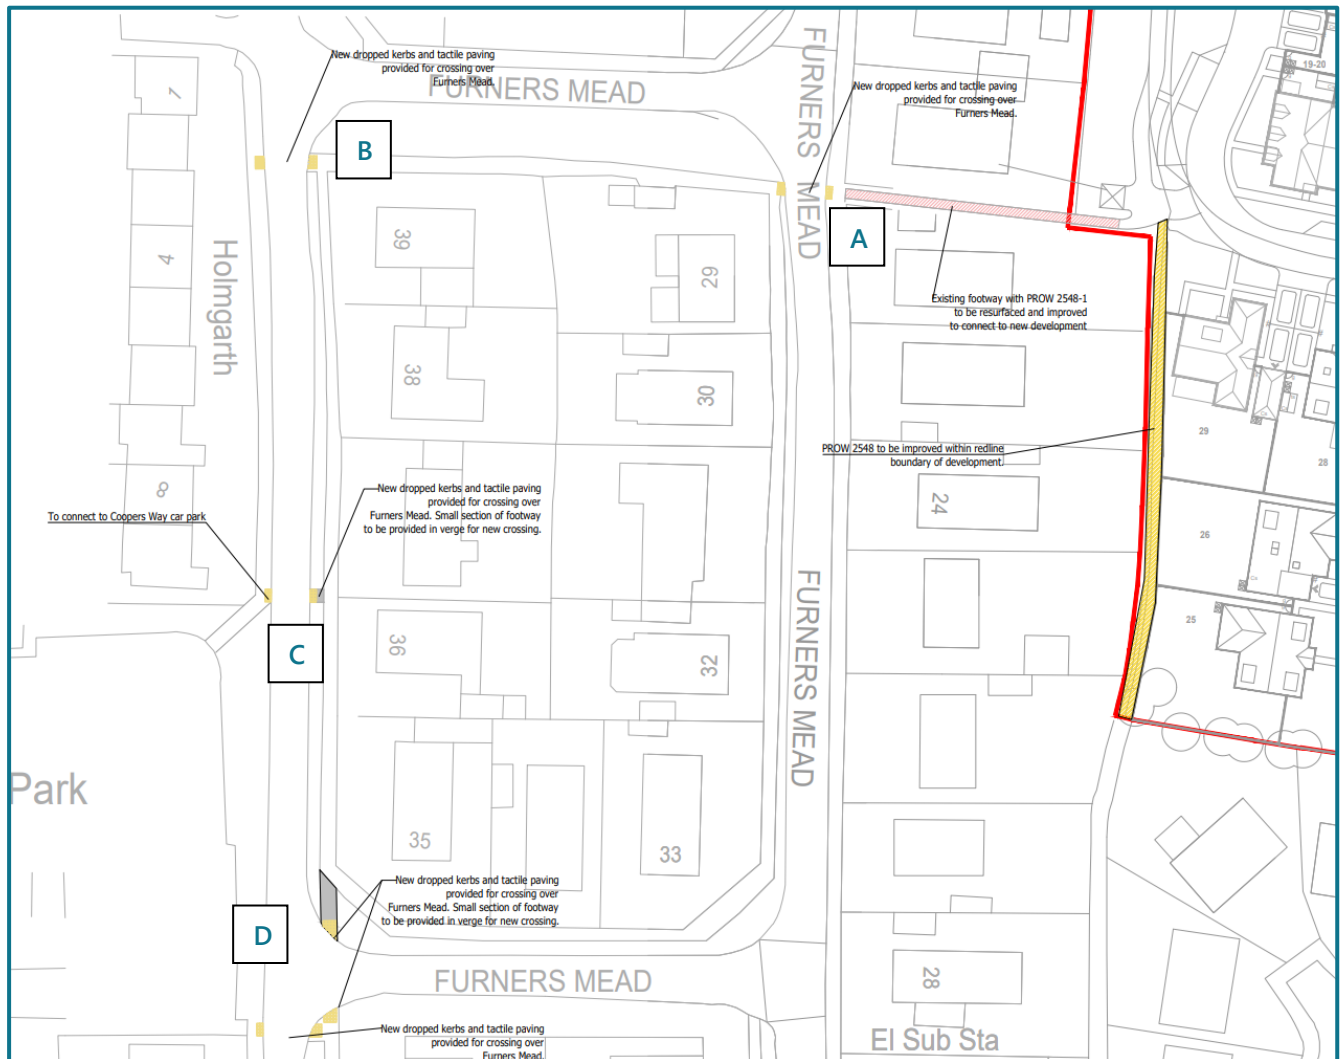 New dropped kerbs and tactile paving
provided for crossing over
Furners Mead.
FURNERS MEAD
FURNERS MEAD
New dropped kerbs and tactile paving
provided for crossing over
Furners Mead.
19-20
7
B
A
4
Holmgarth
39
29
Existing footway with PROW 2548-1
to be resurfaced and improved
to connect to new development
38
30
PROW 2548 to be improved within redline
boundary of development.
29
28
8
To connect to Coopers Way car park
New dropped kerbs and tactile paving
provided for crossing over
Furners Mead. Small section of footway
to be provided in verge for new crossing.
24
26
FURNERS MEAD
25
C
36
32
Park
35
33
New dropped kerbs and tactile paving
provided for crossing over
Furners Mead. Small section of footway
to be provided in verge for new crossing.
D
FURNERS MEAD
28
New dropped kerbs and tactile paving
provided for crossing over
Furners Mead.
El Sub Sta